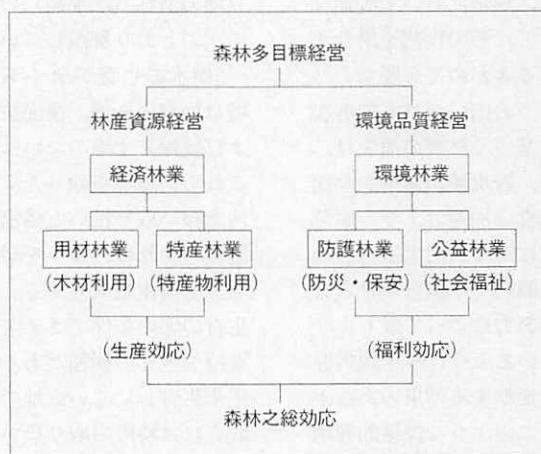 森林多目標経営
林産資源経営 環境品質経営
経済林業 環境林業
用材林業 特産林業 防護林業 公益林業
(木材利用) (特産物利用) (防災・保安) (社会福祉)
(生産効応) (福利効応)
森林之総効応